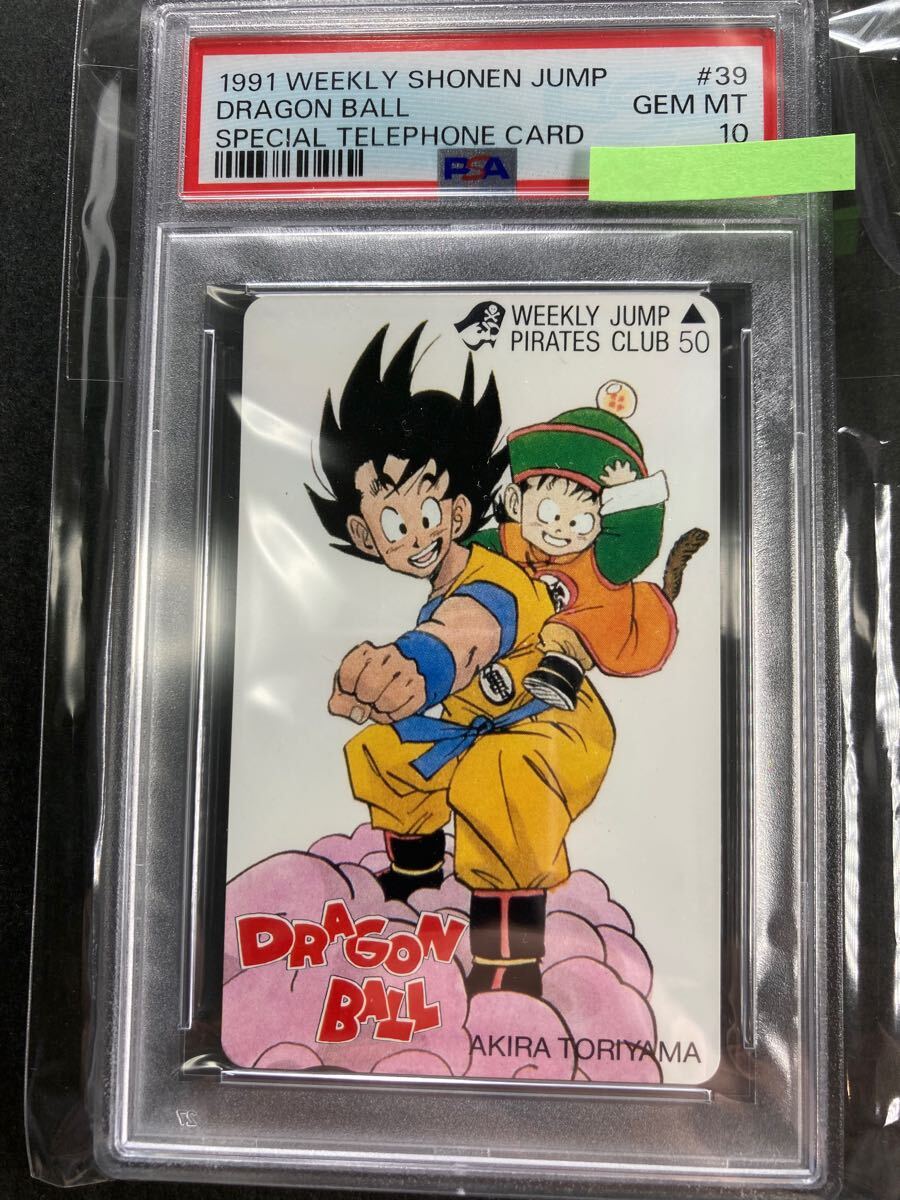 1991 WEEKLY SHONEN JUMP #39
DRAGON BALL GEM MT
SPECIAL TELEPHONE CARD 10
PSA
WEEKLY JUMP
PIRATES CLUB 50
DRAGON
BALL
AKIRA TORIYAMA